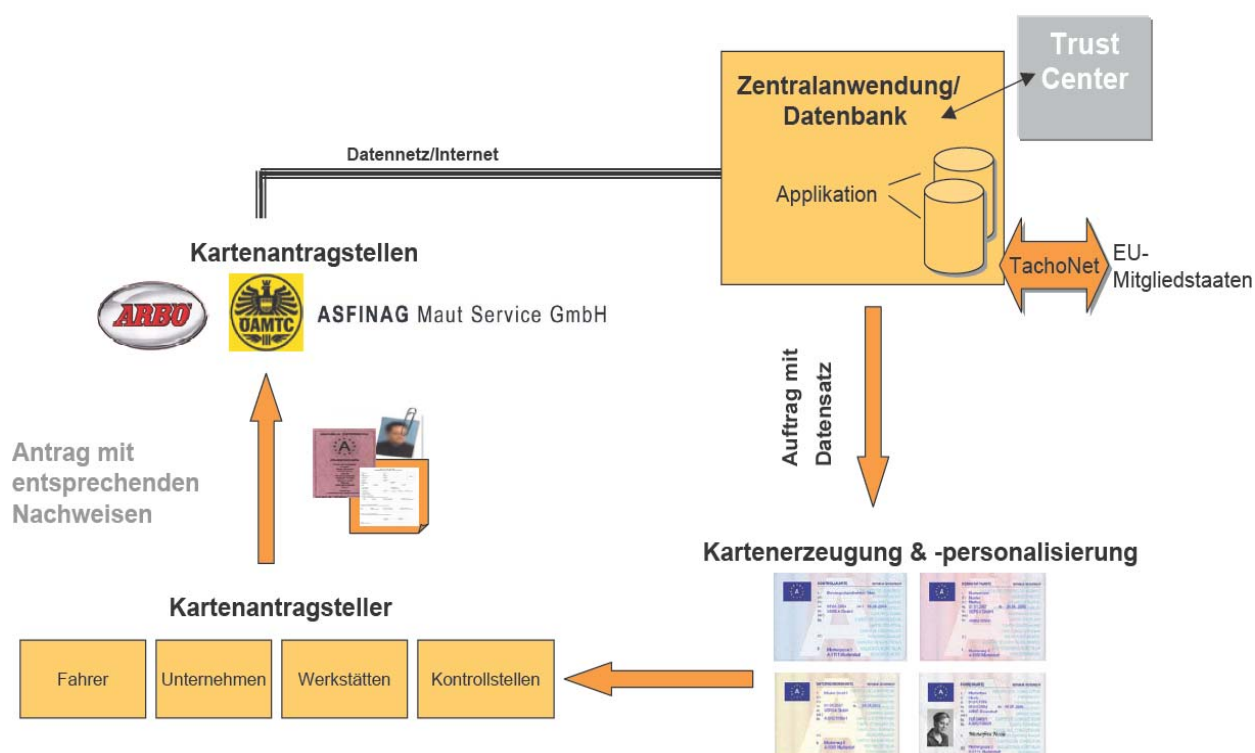 Trust
Center
Zentralanwendung/
Datenbank
Datennetz/Internet
Applikation
Kartenantragstellen
TachoNet
EU-
Mitgliedstaaten
ARBÖ
ÖAMTC
ASFINAG Maut Service GmbH
Auftrag mit
Datensatz
Antrag mit
entsprechenden
Nachweisen
A
Kartenerzeugung & -personalisierung
Kartenantragsteller
Fahrer
Unternehmen
Werkstätten
Kontrollstellen